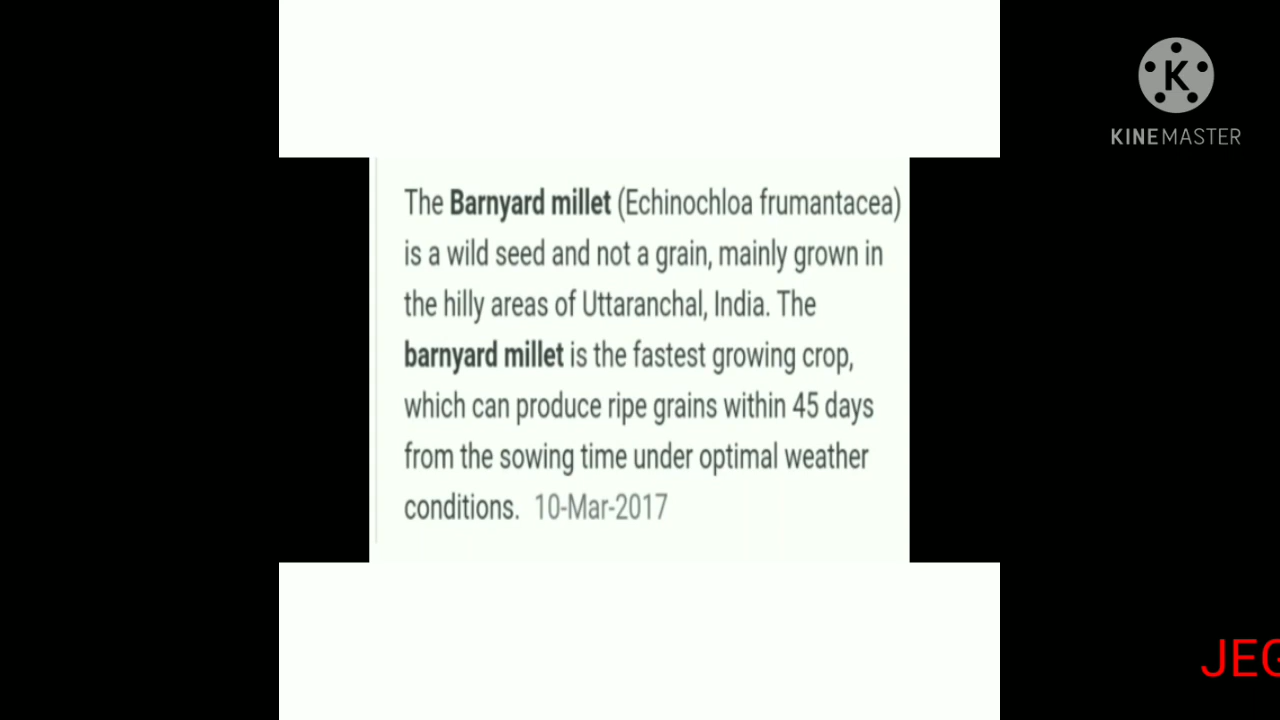 K
KINEMASTER
The Barnyard millet (Echinochloa frumantacea)
is a wild seed and not a grain, mainly grown in
the hilly areas of Uttaranchal, India. The
barnyard millet is the fastest growing crop,
which can produce ripe grains within 45 days
from the sowing time under optimal weather
conditions. 10-Mar-2017